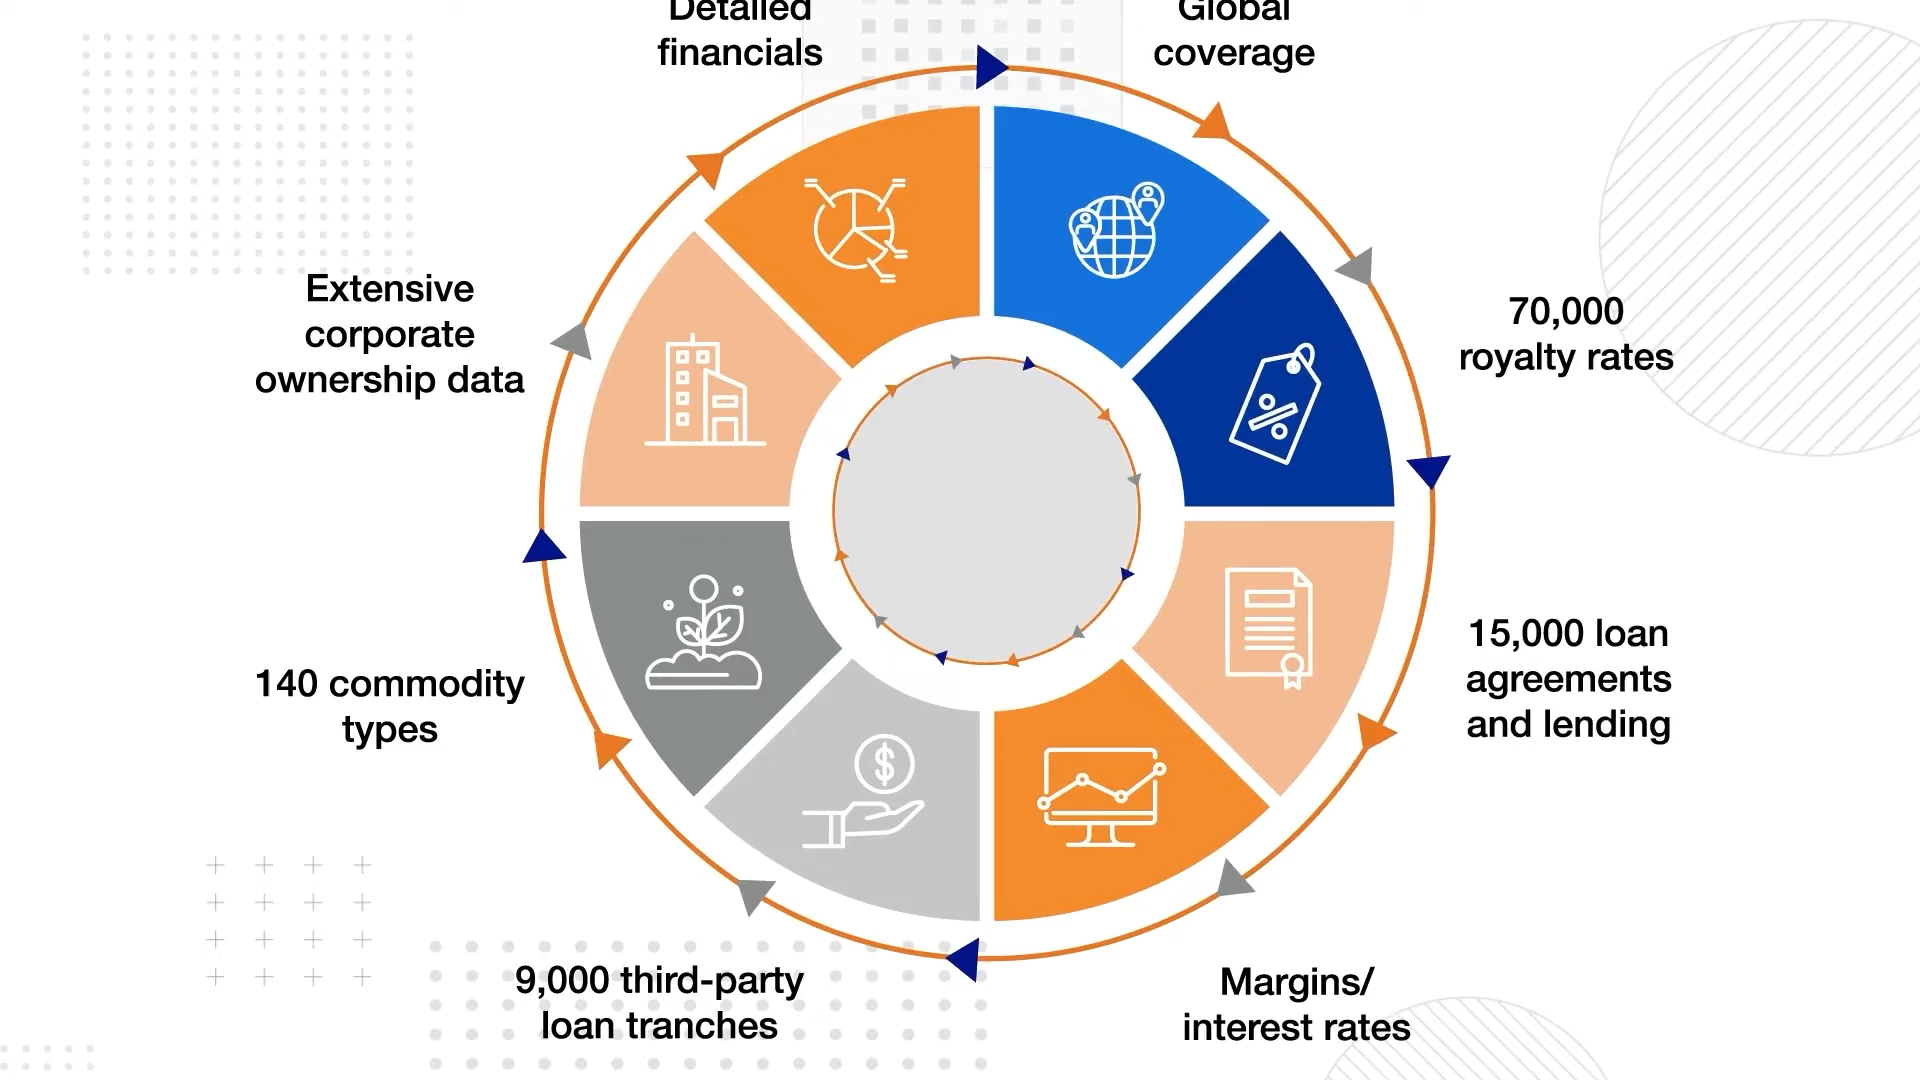 Detailed
financials
Global
coverage
70,000
royalty rates
15,000 loan
agreements
and lending
Margins/
interest rates
9,000 third-party
loan tranches
140 commodity
types
Extensive
corporate
ownership data
%
$